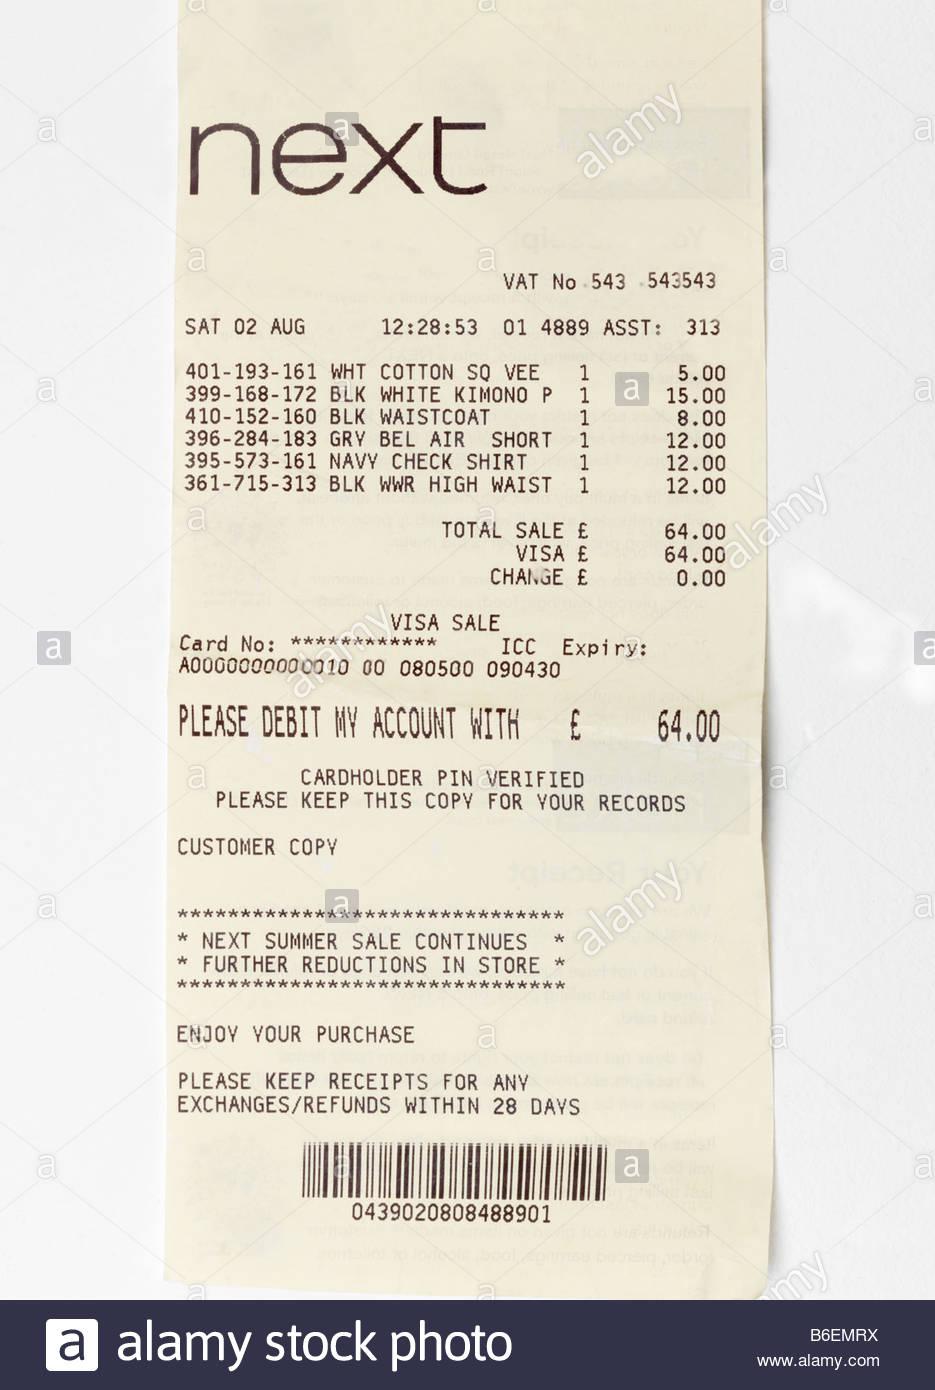 next
VAT No 543 543543
SAT 02 AUG 12:28:53 01 4889 ASST: 313
401-193-161 WHT COTTON SQ VEE 1 5.00
399-168-172 BLK WHITE KIMONO P 1 15.00
410-152-160 BLK WAISTCOAT 1 8.00
396-284-183 GRY BEL AIR SHORT 1 12.00
395-573-161 NAVY CHECK SHIRT 1 12.00
361-715-313 BLK WWR HIGH WAIST 1 12.00
TOTAL SALE £ 64.00
VISA £ 64.00
CHANGE £ 0.00
VISA SALE
Card No: ************ ICC Expiry:
A0000000000010 00 080500 090430
PLEASE DEBIT MY ACCOUNT WITH £ 64.00
CARDHOLDER PIN VERIFIED
PLEASE KEEP THIS COPY FOR YOUR RECORDS
CUSTOMER COPY
*******************************
* NEXT SUMMER SALE CONTINUES *
* FURTHER REDUCTIONS IN STORE *
*******************************
ENJOY YOUR PURCHASE
PLEASE KEEP RECEIPTS FOR ANY
EXCHANGES/REFUNDS WITHIN 28 DAYS
0439020808488901
a alamy stock photo
B6EMRX
www.alamy.com